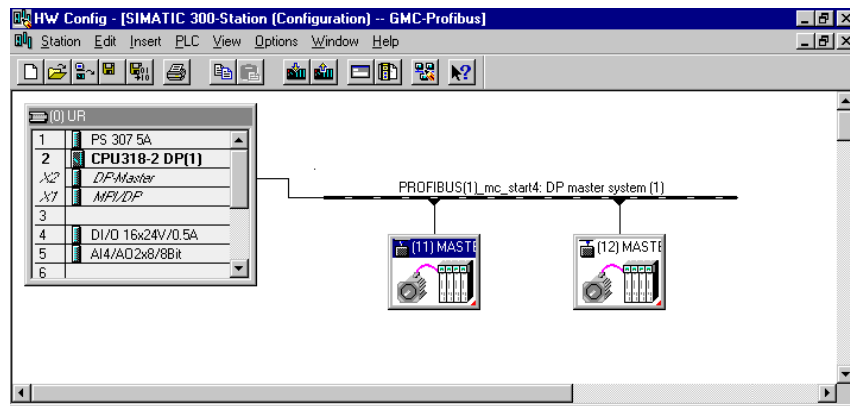 HW Config - [SIMATIC 300-Station (Configuration) -- GMC-Profibus]
Station Edit Insert PLC View Options Window Help
(0) UR
1 PS 307 5A
2 CPU318-2 DP(1)
X2 DP-Master
X1 MPI/DP
3
4 DI/O 16x24V/0.5A
5 AI4/AO2x8/8Bit
6
PROFIBUS(1)_mc_start4: DP master system (1)
(11) MASTE
(12) MASTE